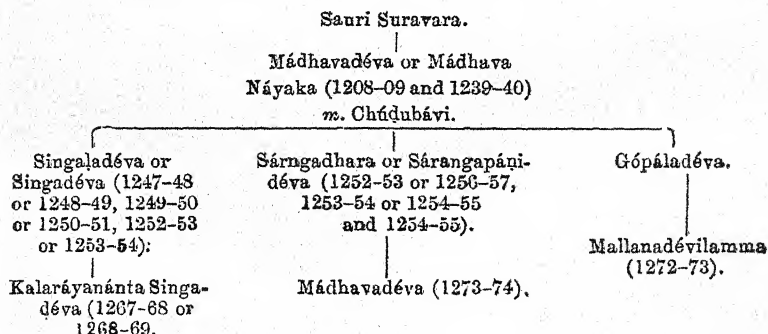 Sauri Suravara.
Mádhavadéva or Mádhava
Náyaka (1208-09 and 1239-40)
m. Chúdubávi.
Singaladéva or
Singadéva (1247-48
or 1248-49, 1249-50
or 1250-51, 1252-53
or 1253-54):
Kalaráyanánta Singa-
déva (1267-68 or
1268-69.
Sárngadhara or Sárangapáni-
déva (1252-53 or 1256-57,
1253-54 or 1254-55
and 1254-55).
Mádhavadéva (1273-74).
Gópáladéva.
Mallanadévilamma
(1272-73).